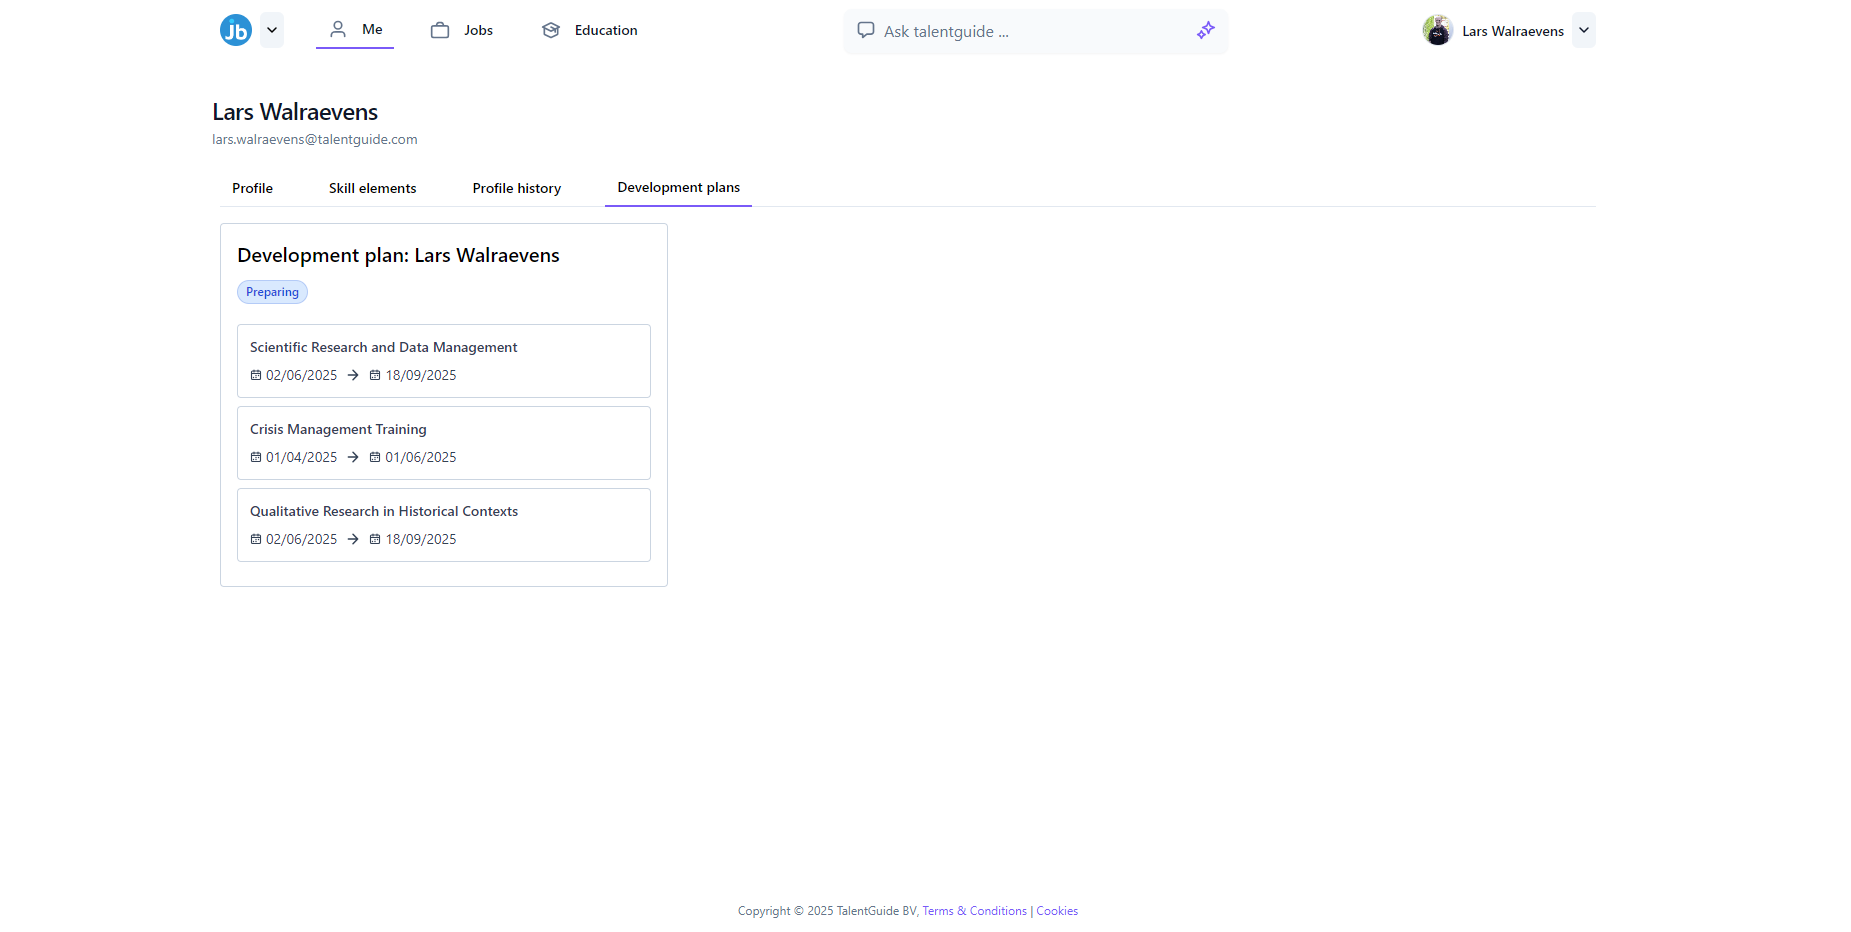 jb
Me
Jobs
Education
Ask talentguide ...
Lars Walraevens
Lars Walraevens
lars.walraevens@talentguide.com
Profile
Skill elements
Profile history
Development plans
Development plan: Lars Walraevens
Preparing
Scientific Research and Data Management
02/06/2025 → 18/09/2025
Crisis Management Training
01/04/2025 → 01/06/2025
Qualitative Research in Historical Contexts
02/06/2025 → 18/09/2025
Copyright © 2025 TalentGuide BV, Terms & Conditions | Cookies